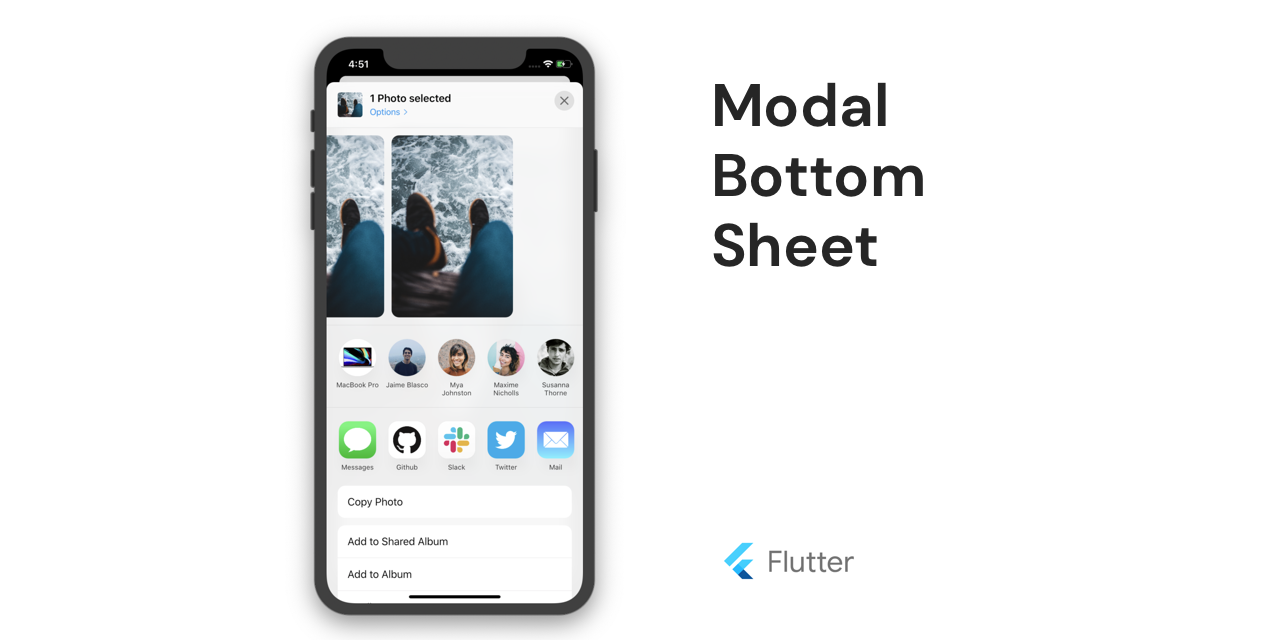 4:51
1 Photo selected
Options
MacBook Pro
Jaime Blasco
Mya
Johnston
Maxime
Nicholls
Susanna
Thorne
Messages
Github
Slack
Twitter
Mail
Copy Photo
Add to Shared Album
Add to Album
Modal
Bottom
Sheet
Flutter